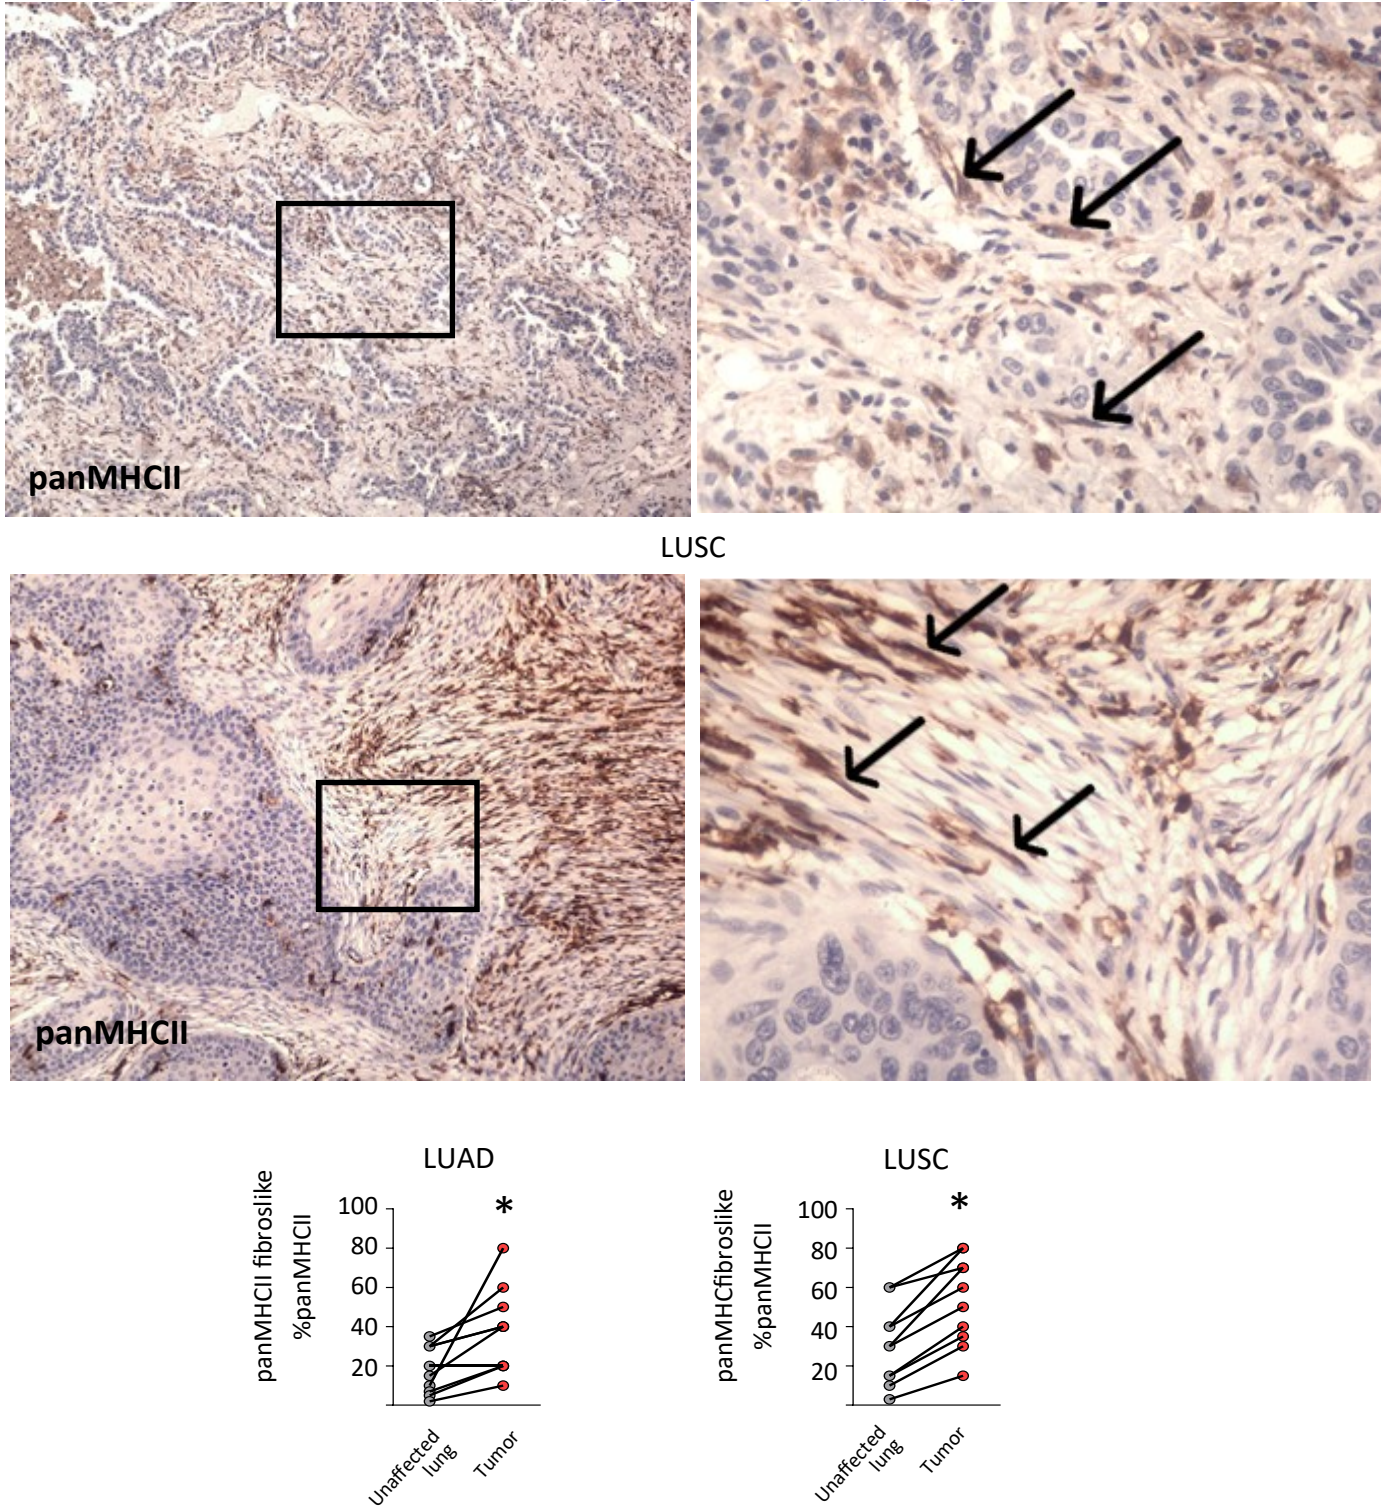 panMHCII
LUSC
panMHCII
LUAD
panMHCII fibroslike
%panMHCII
100
80
60
40
20
*
Unaffected
lung
Tumor
LUSC
panMHCfibroslike
%panMHCII
100
80
60
40
20
*
Unaffected
lung
Tumor